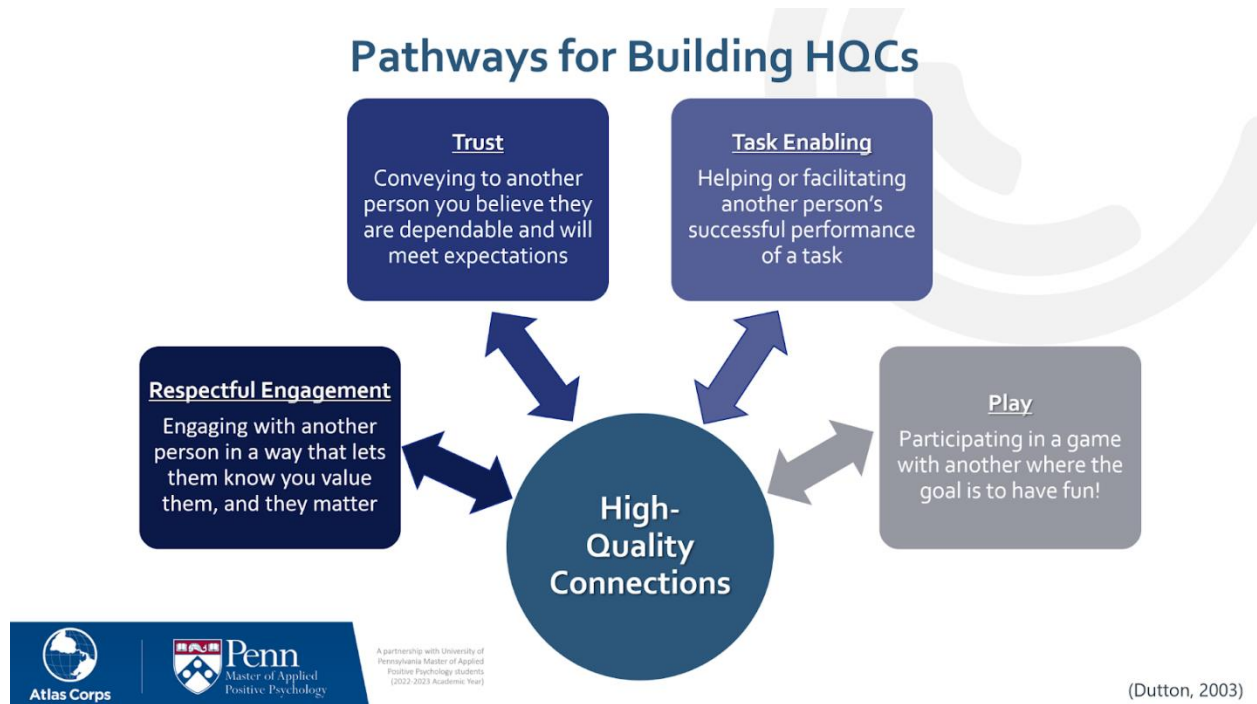 Pathways for Building HQCs
Trust
Conveying to another
person you believe they
are dependable and will
meet expectations
Task Enabling
Helping or facilitating
another person's
successful performance
of a task
Respectful Engagement
Engaging with another
person in a way that lets
them know you value
them, and they matter
Play
Participating in a game
with another where the
goal is to have fun!
High-
Quality
Connections
Atlas Corps
Penn
Master of Applied
Positive Psychology
A partnership with University of
Pennsylvania Master of Applied
Positive Psychology students
(2022-2023 Academic Year)
(Dutton, 2003)